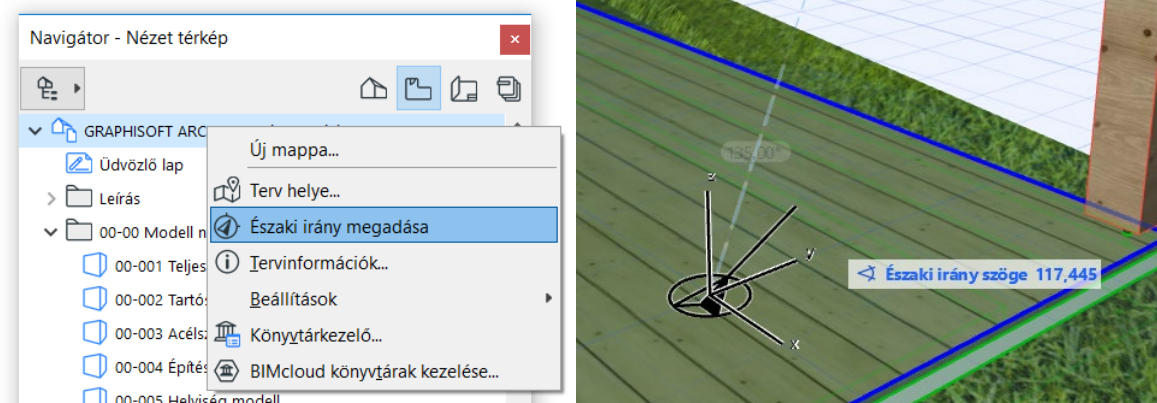 Navigátor - Nézet térkép
GRAPHISOFT ARC
Üdvözlő lap
Leírás
00-00 Modell n
00-001 Teljes
00-002 Tartós
00-003 Acélsz
00-004 Építés
00-005 Helyiség modell
Új mappa...
Terv helye...
Északi irány megadása
Tervinformációk...
Beállítások
Könyvtárkezelő...
BIMcloud könyvtárak kezelése...
135,00°
z
y
x
Északi irány szöge 117,445